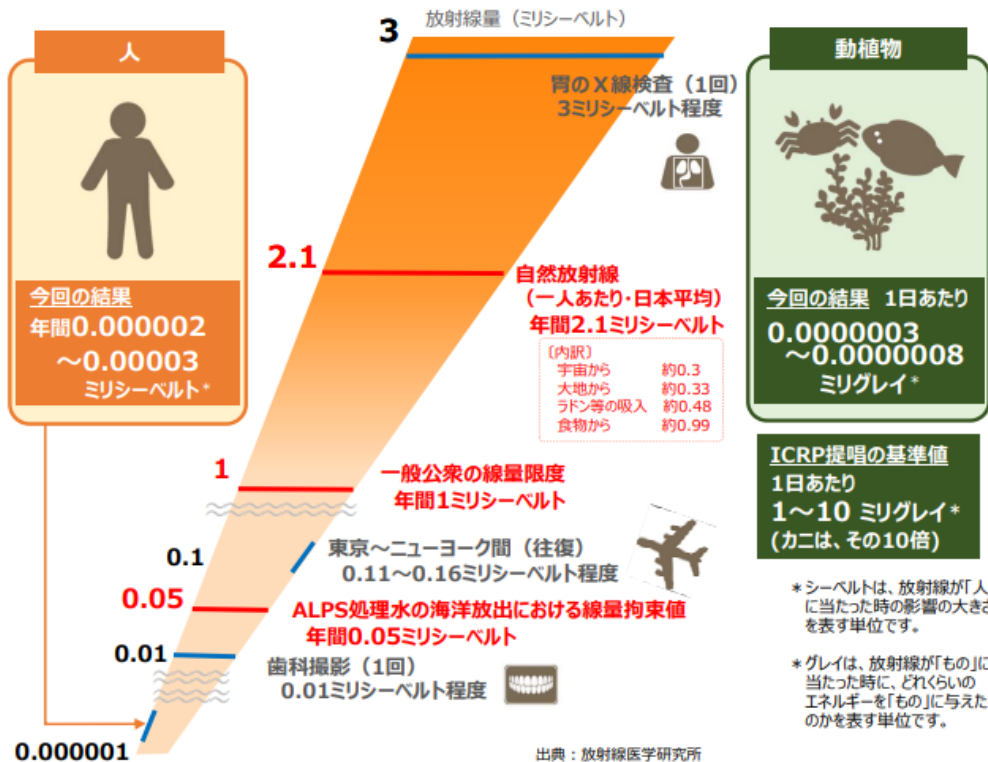 放射線量（ミリシーベルト）
3
人
動植物
胃のX線検査（1回）
3ミリシーベルト程度
2.1
自然放射線
（一人あたり・日本平均）
年間2.1ミリシーベルト
今回の結果
年間0.000002
～0.00003
ミリシーベルト*
今回の結果 1日あたり
0.0000003
～0.0000008
ミリグレイ*
〔内訳〕
宇宙から 約0.3
大地から 約0.33
ラドン等の吸入 約0.48
食物から 約0.99
ICRP提唱の基準値
1日あたり
1～10 ミリグレイ*
(カニは、その10倍)
1
一般公衆の線量限度
年間1ミリシーベルト
0.1
東京～ニューヨーク間（往復）
0.11～0.16ミリシーベルト程度
0.05
ALPS処理水の海洋放出における線量拘束値
年間0.05ミリシーベルト
0.01
歯科撮影（1回）
0.01ミリシーベルト程度
0.000001
*シーベルトは、放射線が「人
に当たった時の影響の大きさ
を表す単位です。
*グレイは、放射線が「もの」に
当たった時に、どれくらいの
エネルギーを「もの」に与えた
のかを表す単位です。
出典：放射線医学研究所